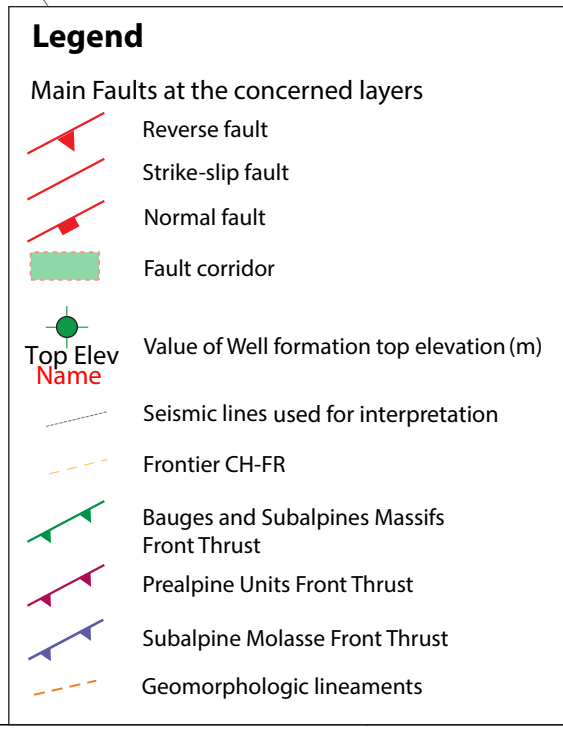 Legend
Main Faults at the concerned layers
Reverse fault
Strike-slip fault
Normal fault
Fault corridor
Top Elev
Name
Value of Well formation top elevation (m)
Seismic lines used for interpretation
Frontier CH-FR
Bauges and Subalpines Massifs
Front Thrust
Prealpine Units Front Thrust
Subalpine Molasse Front Thrust
Geomorphologic lineaments